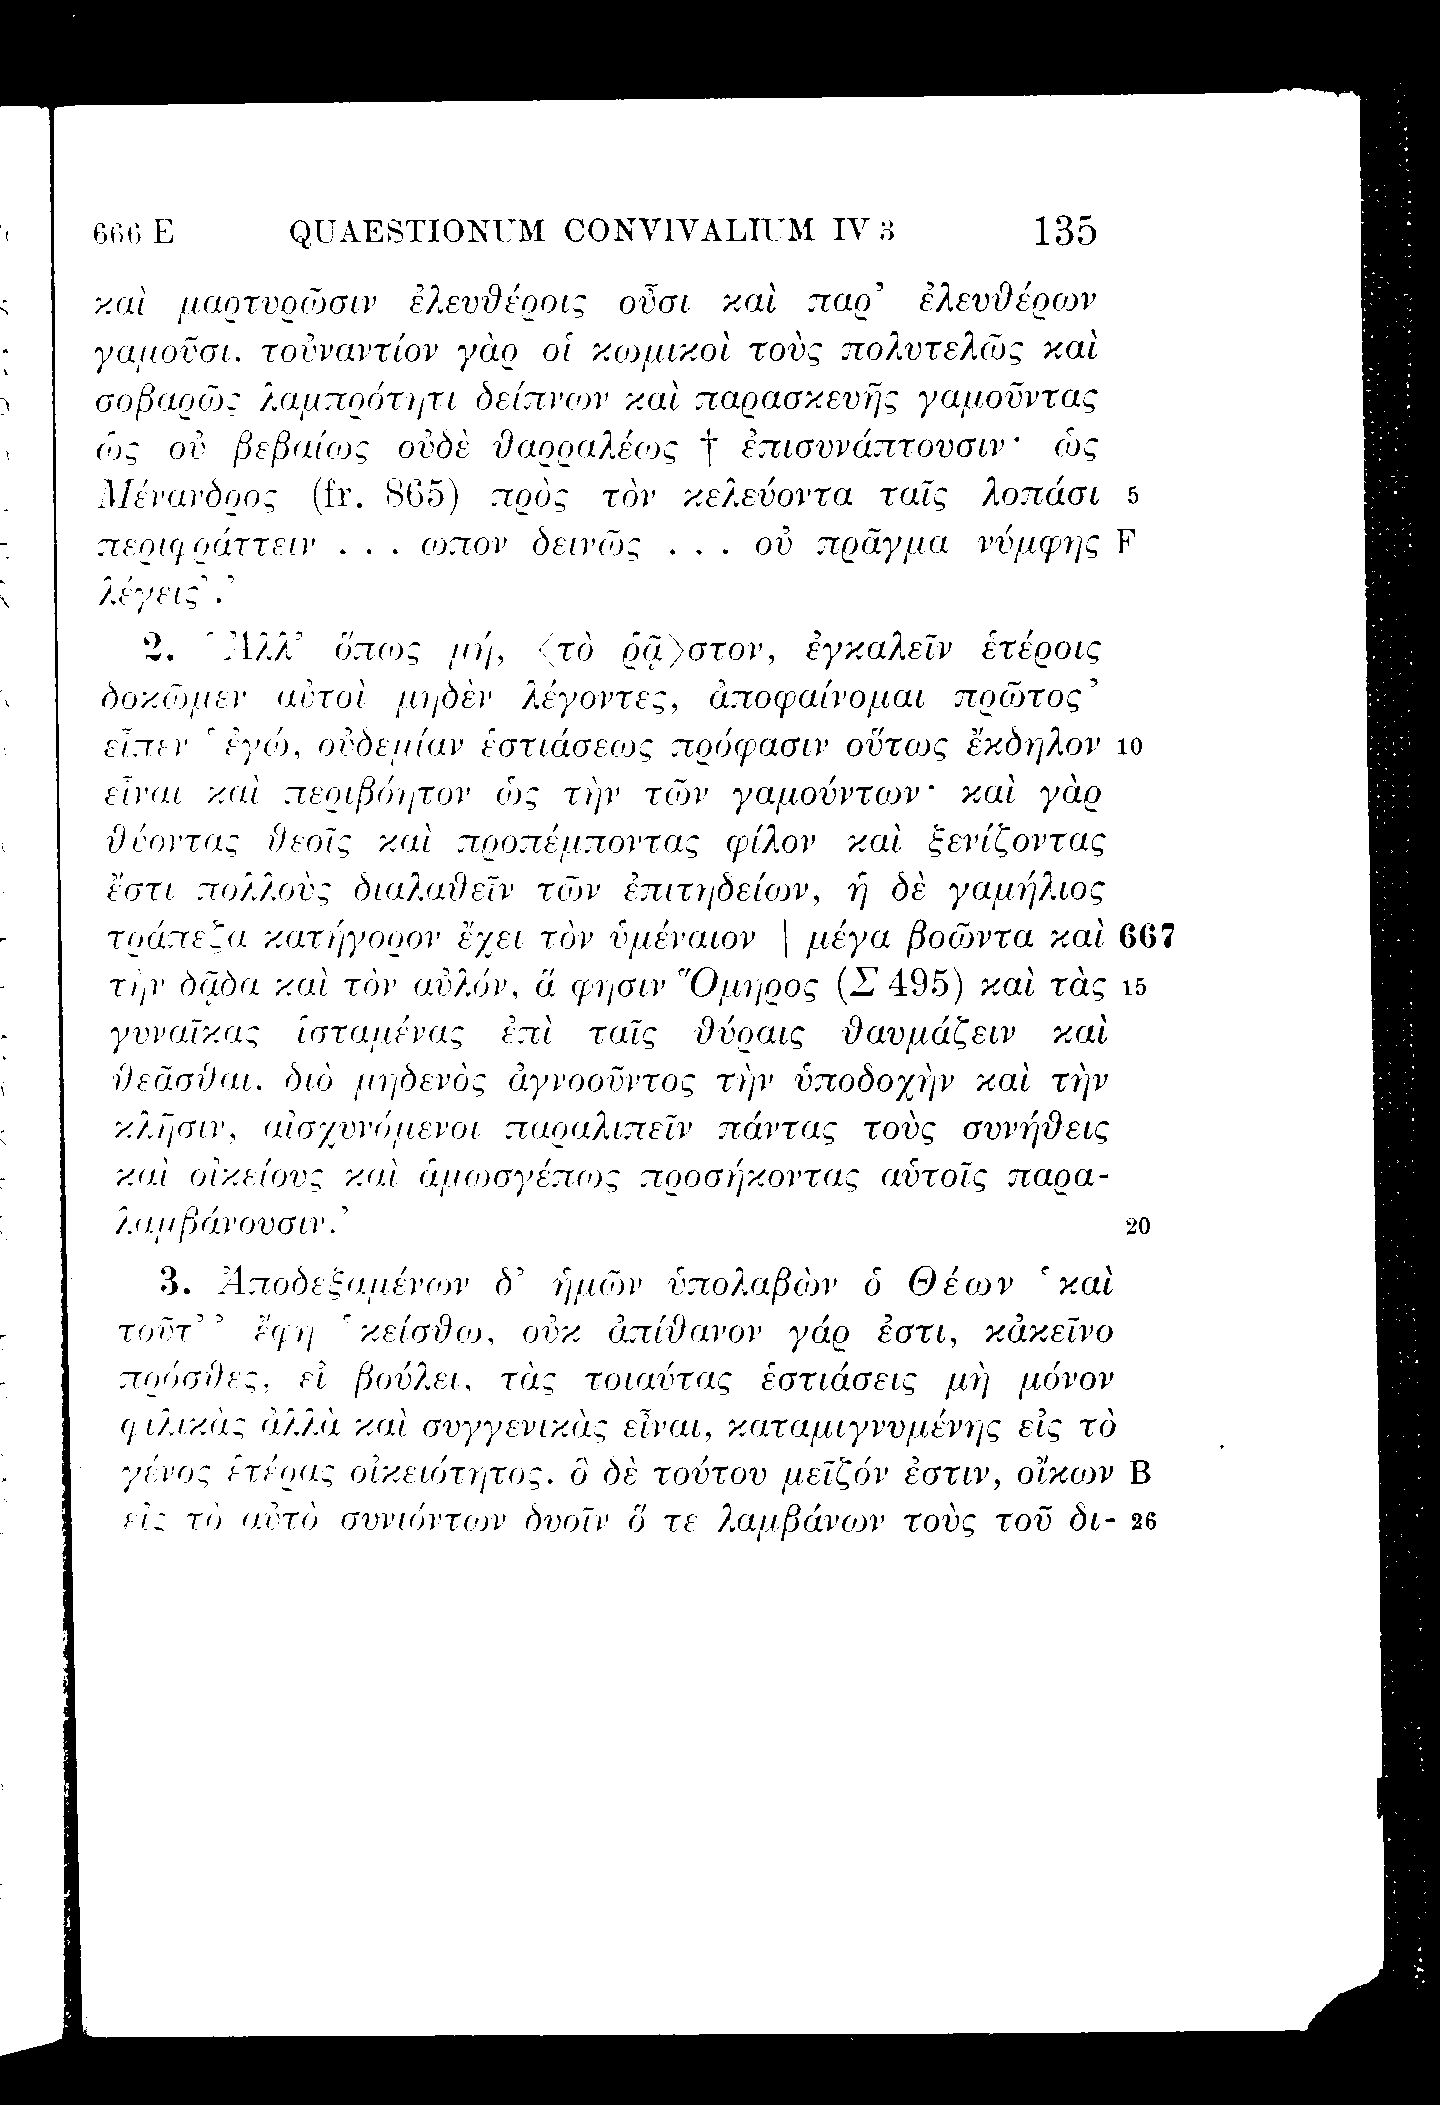 666 E QUAESTIONUM CONVIVALIUM IV 3 135
καὶ μαρτυρῶσιν ἐλευθέροις οὖσι καὶ παρ’ ἐλευθέρων
γαμοῦσι. τοὐναντίον γὰρ οἱ κωμικοὶ τοὺς πολυτελῶς καὶ
σοβαρῶς λαμπρότητι δείπνων καὶ παρασκευῆς γαμοῦντας
ὡς οὐ βεβαίως οὐδὲ θαρραλέως † ἐπισυνάπτουσιν· ὡς
Μένανδρος (fr. 865) πρὸς τὸν κελεύοντα ταῖς λοπάσι 5
περιφράττειν . . . ωπον δεινῶς . . . οὐ πρᾶγμα νύμφης F
λέγεις’.’
2. ‘Ἀλλ’ ὅπως μή, <τὸ ῥᾷ>στον, ἐγκαλεῖν ἑτέροις
δοκῶμεν αὐτοὶ μηδὲν λέγοντες, ἀποφαίνομαι πρῶτος’
εἶπεν ‘ἐγώ, οὐδεμίαν ἑστιάσεως πρόφασιν οὕτως ἔκδηλον 10
εἶναι καὶ περιβόητον ὡς τὴν τῶν γαμούντων· καὶ γὰρ
θύοντας θεοῖς καὶ προπέμποντας φίλον καὶ ξενίζοντας
ἔστι πολλοὺς διαλαθεῖν τῶν ἐπιτηδείων, ἡ δὲ γαμήλιος
τράπεζα κατήγορον ἔχει τὸν ὑμέναιον | μέγα βοῶντα καὶ 667
τὴν δᾷδα καὶ τὸν αὐλόν, ἅ φησιν Ὅμηρος (Σ 495) καὶ τὰς 15
γυναῖκας ἱσταμένας ἐπὶ ταῖς θύραις θαυμάζειν καὶ
θεᾶσθαι. διὸ μηδενὸς ἀγνοοῦντος τὴν ὑποδοχὴν καὶ τὴν
κλῆσιν, αἰσχυνόμενοι παραλιπεῖν πάντας τοὺς συνήθεις
καὶ οἰκείους καὶ ἁμωσγέπως προσήκοντας αὑτοῖς παρα-
λαμβάνουσιν.’ 20
3. Ἀποδεξαμένων δ’ ἡμῶν ὑπολαβὼν ὁ Θέων ‘καὶ
τοῦτ’’ ἔφη ‘κείσθω, οὐκ ἀπίθανον γάρ ἐστι, κἀκεῖνο
πρόσθες, εἰ βούλει, τὰς τοιαύτας ἑστιάσεις μὴ μόνον
φιλικὰς ἀλλὰ καὶ συγγενικὰς εἶναι, καταμιγνυμένης εἰς τὸ
γένος ἑτέρας οἰκειότητος. ὃ δὲ τούτου μεῖζόν ἐστιν, οἴκων B
εἰς τὸ αὐτὸ συνιόντων δυοῖν ὅ τε λαμβάνων τοὺς τοῦ δι- 26